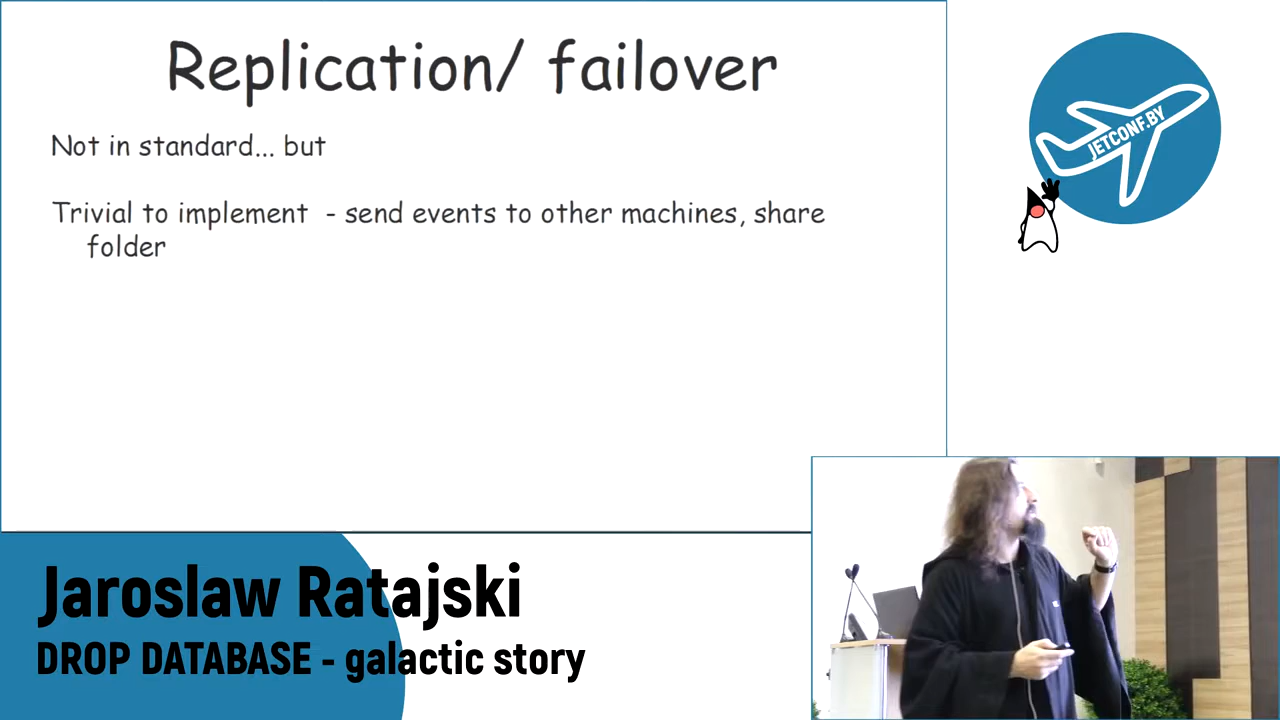 Replication/ failover
Not in standard... but
Trivial to implement - send events to other machines, share
folder
JETCONF.BY
Jaroslaw Ratajski
DROP DATABASE - galactic story